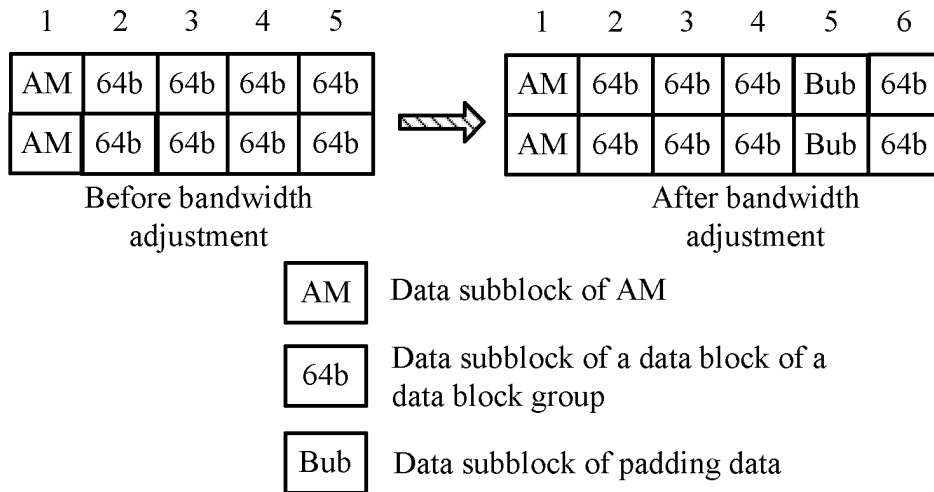 1 2 3 4 5
AM 64b 64b 64b 64b
AM 64b 64b 64b 64b
Before bandwidth
adjustment
1 2 3 4 5 6
AM 64b 64b 64b Bub 64b
AM 64b 64b 64b Bub 64b
After bandwidth
adjustment
AM Data subblock of AM
64b Data subblock of a data block of a
data block group
Bub Data subblock of padding data